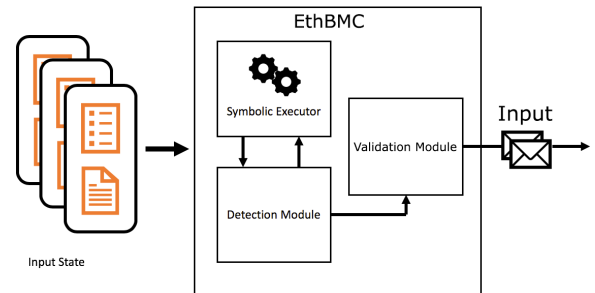 EthBMC
Symbolic Executor
Input
Validation Module
Detection Module
Input State